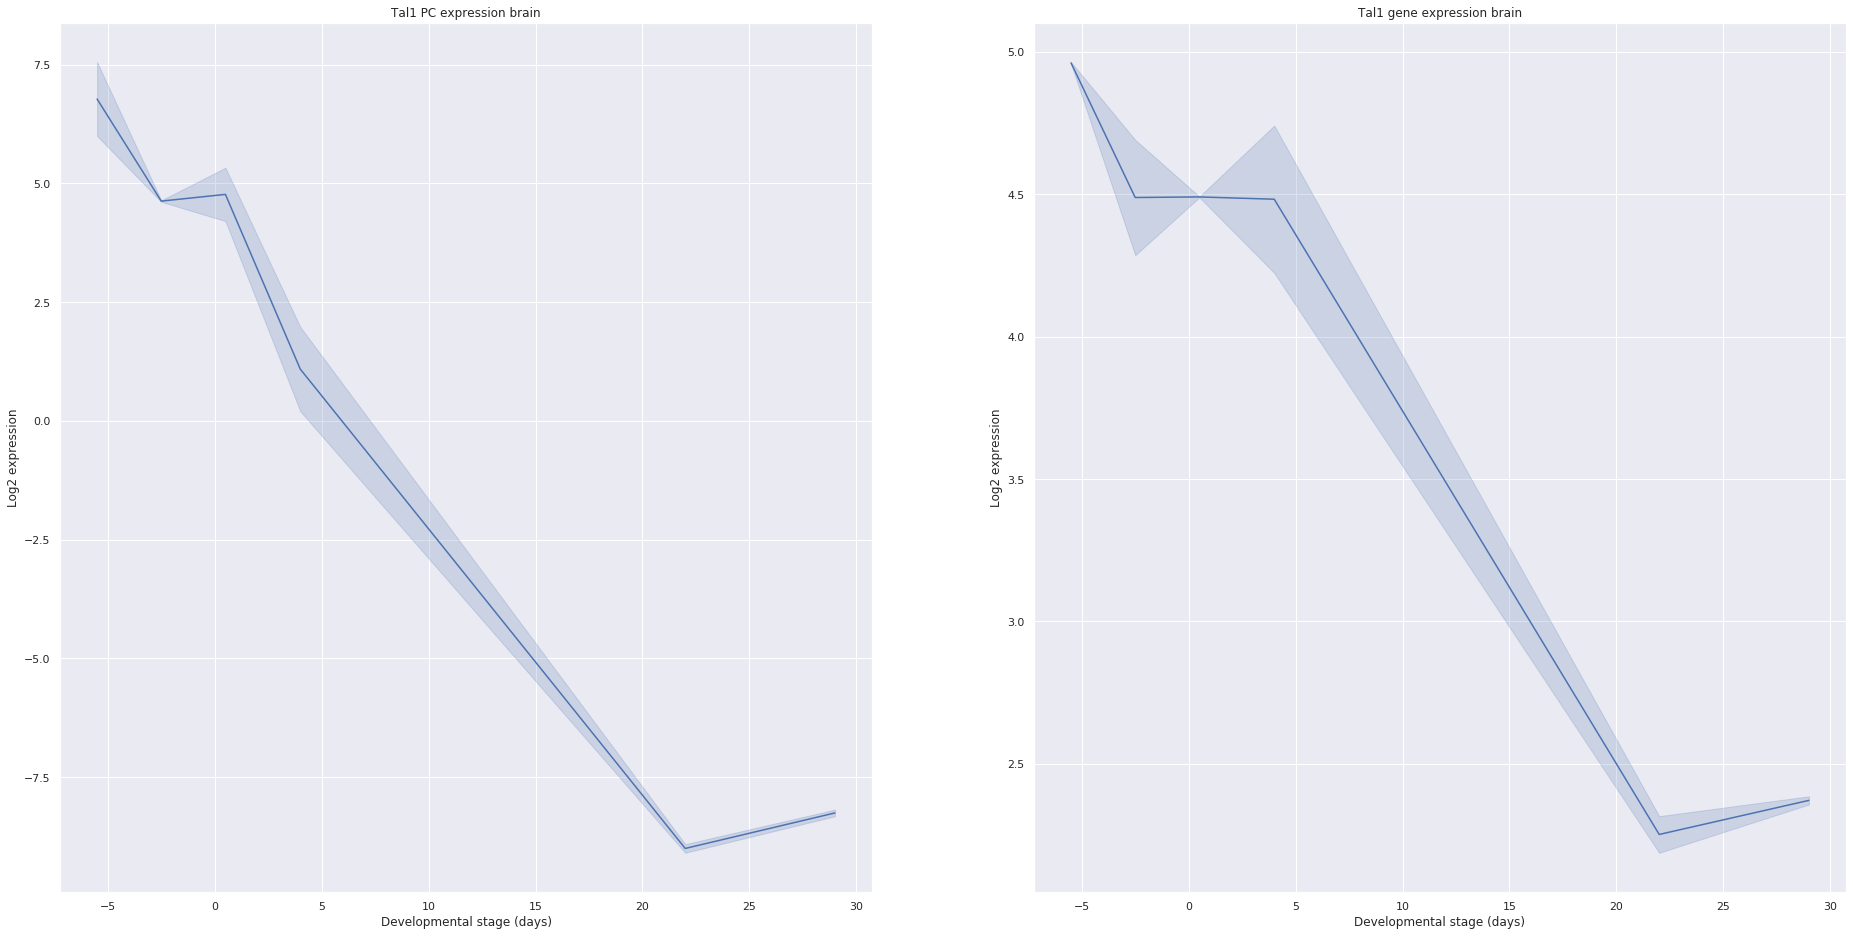 Tal1 PC expression brain
7.5
5.0
2.5
0.0
−2.5
−5.0
−7.5
Log2 expression
−5 0 5 10 15 20 25 30
Developmental stage (days)
Tal1 gene expression brain
5.0
4.5
4.0
3.5
3.0
2.5
Log2 expression
−5 0 5 10 15 20 25 30
Developmental stage (days)